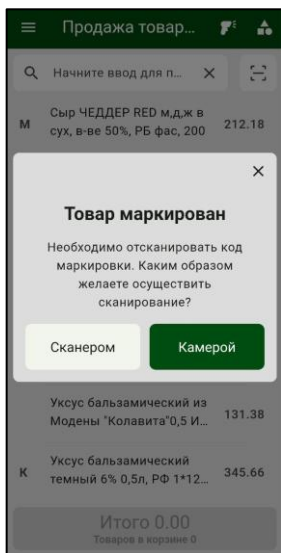 Продажа товар...
Начните ввод для п...
М
Сыр ЧЕДДЕР RED м,д,ж в
сух, в-ве 50%, РБ фас, 200
212.18
Товар маркирован
Необходимо отсканировать код
маркировки. Каким образом
желаете осуществить
сканирование?
Сканером
Камерой
Уксус бальзамический из
Модены "Колавита"0,5 И...
131.38
К
Уксус бальзамический
темный 6% 0,5л, РФ 1*12...
345.66
Итого 0.00
Товаров в корзине 0